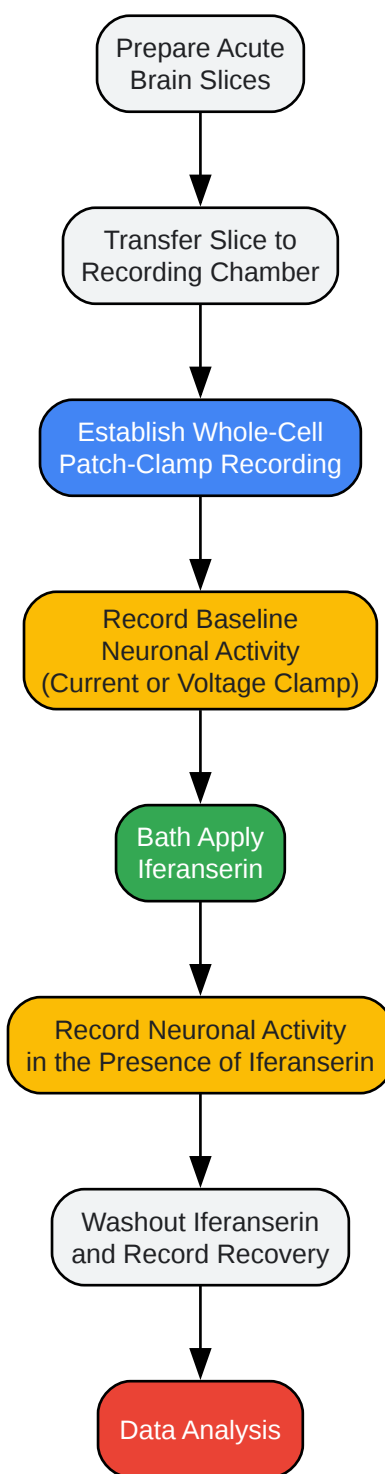 Prepare Acute
Brain Slices
Transfer Slice to
Recording Chamber
Establish Whole-Cell
Patch-Clamp Recording
Record Baseline
Neuronal Activity
(Current or Voltage Clamp)
Bath Apply
Iferanserin
Record Neuronal Activity
in the Presence of Iferanserin
Washout Iferanserin
and Record Recovery
Data Analysis